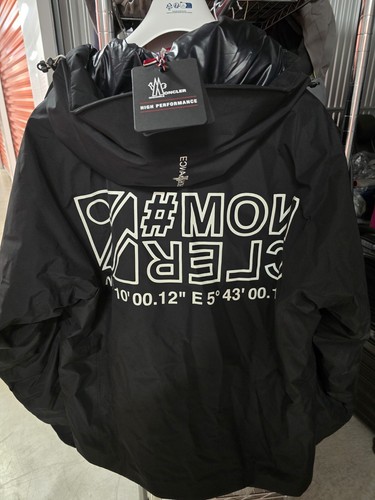 MONCLER
HIGH PERFORMANCE
#MON
CLER
10' 00.12" E 5° 43' 00.1